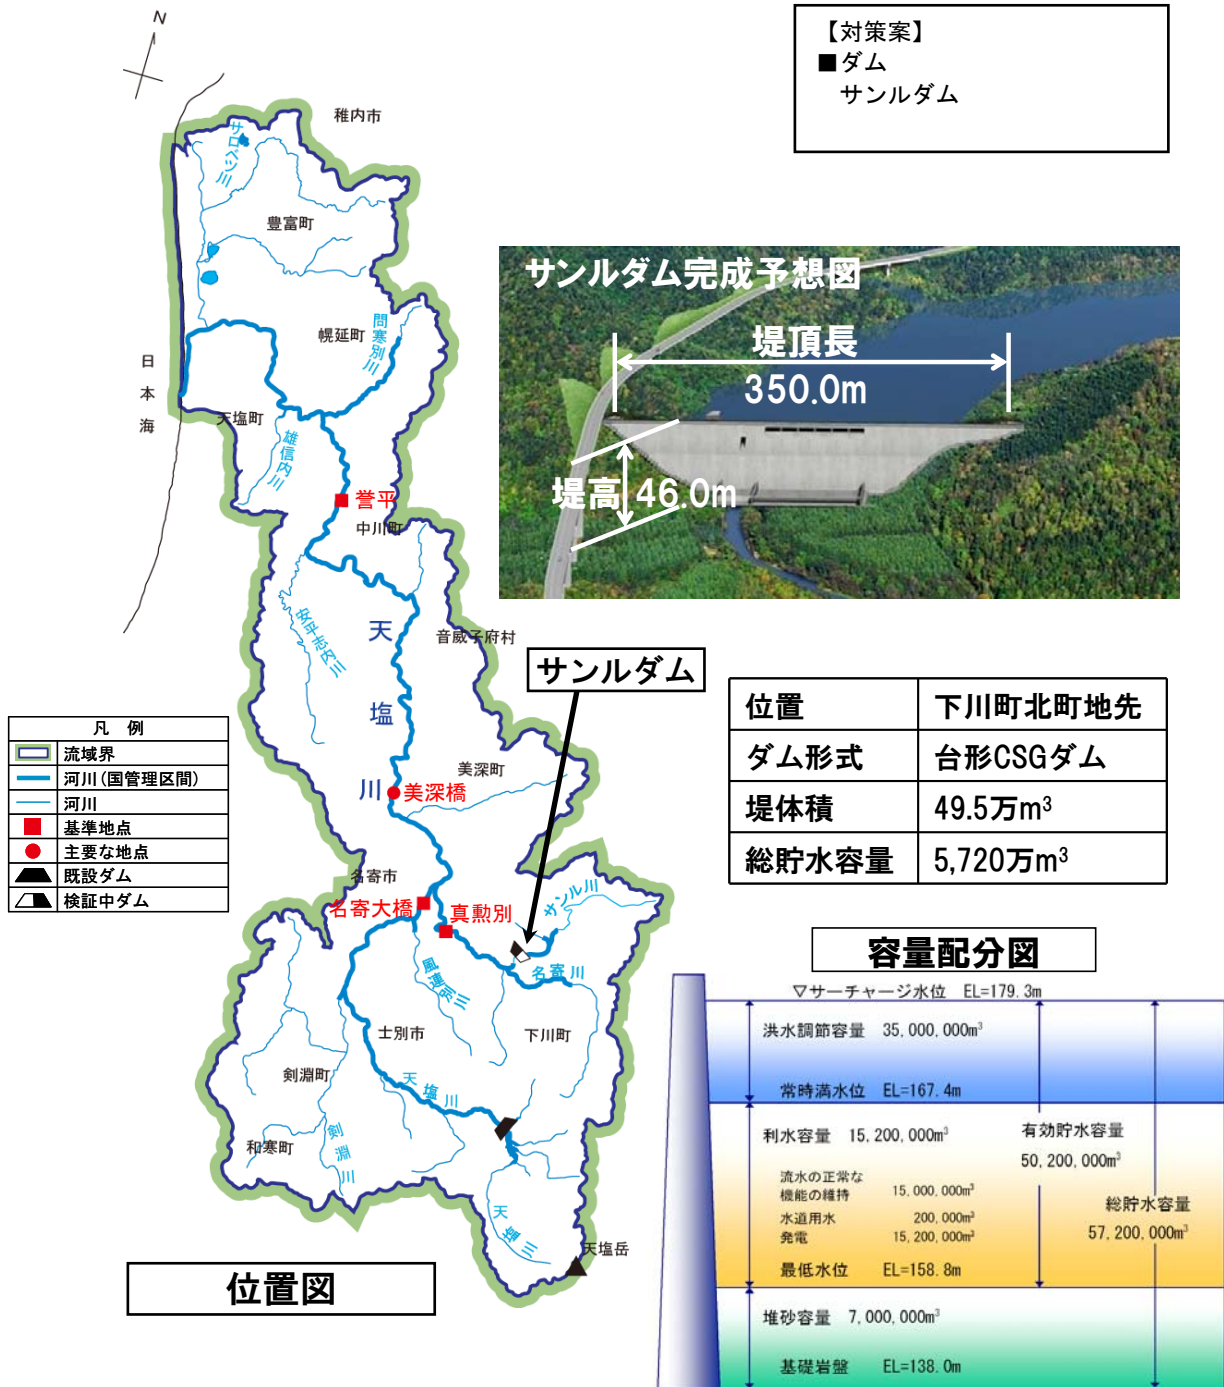 N
【対策案】
■ダム
サンルダム
稚内市
サロベツ川
豊富町
幌延町
問寒別川
日本海
天塩町
雄信内川
誉平
中川町
安平志内川
音威子府村
天塩川
美深町
美深橋
名寄市
名寄大橋
真勲別
サンル川
名寄川
風連別川
士別市
下川町
剣淵町
天塩川
和寒町
剣淵川
天塩川
天塩岳
サンルダム
位置図
凡 例
流域界
河川(国管理区間)
河川
基準地点
主要な地点
既設ダム
検証中ダム
サンルダム完成予想図
堤頂長
350.0m
堤高 46.0m
位置 下川町北町地先
ダム形式 台形CSGダム
堤体積 49.5万m³
総貯水容量 5,720万m³
容量配分図
▽サーチャージ水位 EL=179.3m
洪水調節容量 35,000,000m³
常時満水位 EL=167.4m
利水容量 15,200,000m³
有効貯水容量
50,200,000m³
流水の正常な
機能の維持 15,000,000m³
水道用水 200,000m³
発電 15,200,000m³
総貯水容量
57,200,000m³
最低水位 EL=158.8m
堆砂容量 7,000,000m³
基礎岩盤 EL=138.0m